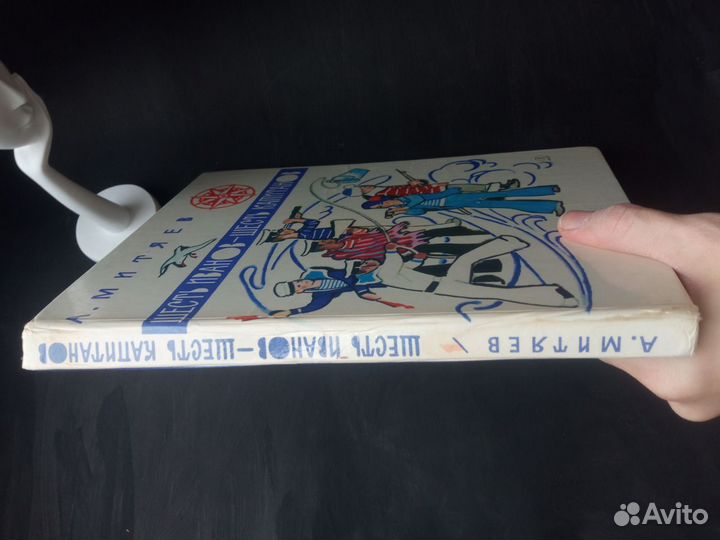 А. МИТЯЕВ
ШЕСТЬ ИВАНОВ – ШЕСТЬ КАПИТАНОВ
А. МИТЯЕВ / ШЕСТЬ ИВАНОВ – ШЕСТЬ КАПИТАНОВ
Avito